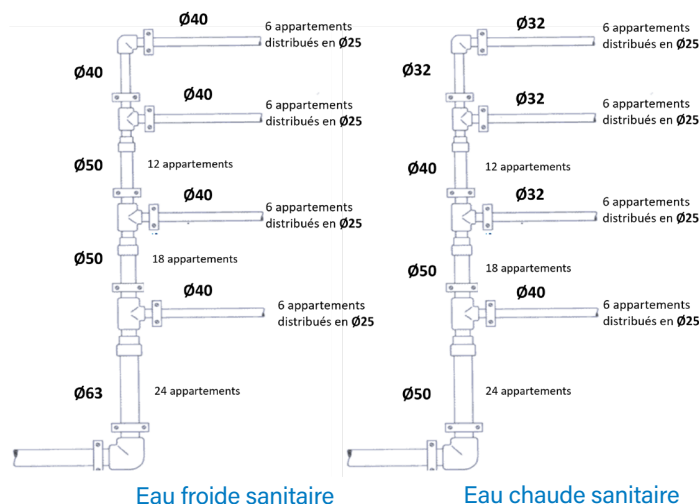 Ø40
6 appartements
distribués en Ø25
Ø40
Ø40
6 appartements
distribués en Ø25
Ø50
12 appartements
Ø40
6 appartements
distribués en Ø25
Ø50
18 appartements
Ø40
6 appartements
distribués en Ø25
Ø63
24 appartements
Eau froide sanitaire
Ø32
6 appartements
distribués en Ø25
Ø32
Ø32
6 appartements
distribués en Ø25
Ø40
12 appartements
Ø32
6 appartements
distribués en Ø25
Ø50
18 appartements
Ø40
6 appartements
distribués en Ø25
Ø50
24 appartements
Eau chaude sanitaire